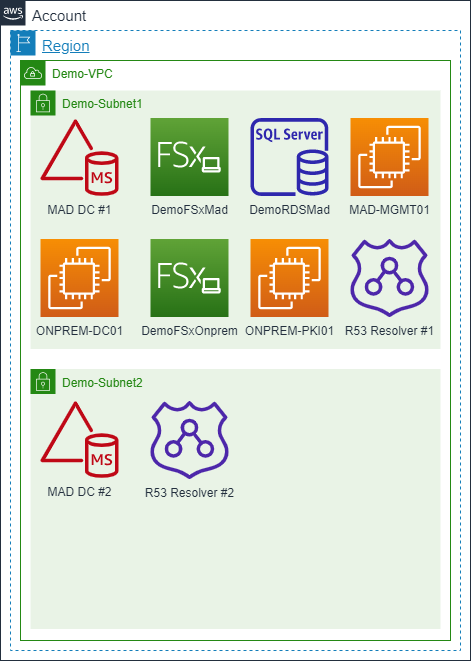 aws
Account
Region
Demo-VPC
Demo-Subnet1
MS
FSx
SQL Server
MAD DC #1
DemoFSxMad
DemoRDSMad
MAD-MGMT01
FSx
ONPREM-DC01
DemoFSxOnprem
ONPREM-PKI01
R53 Resolver #1
Demo-Subnet2
MS
MAD DC #2
R53 Resolver #2